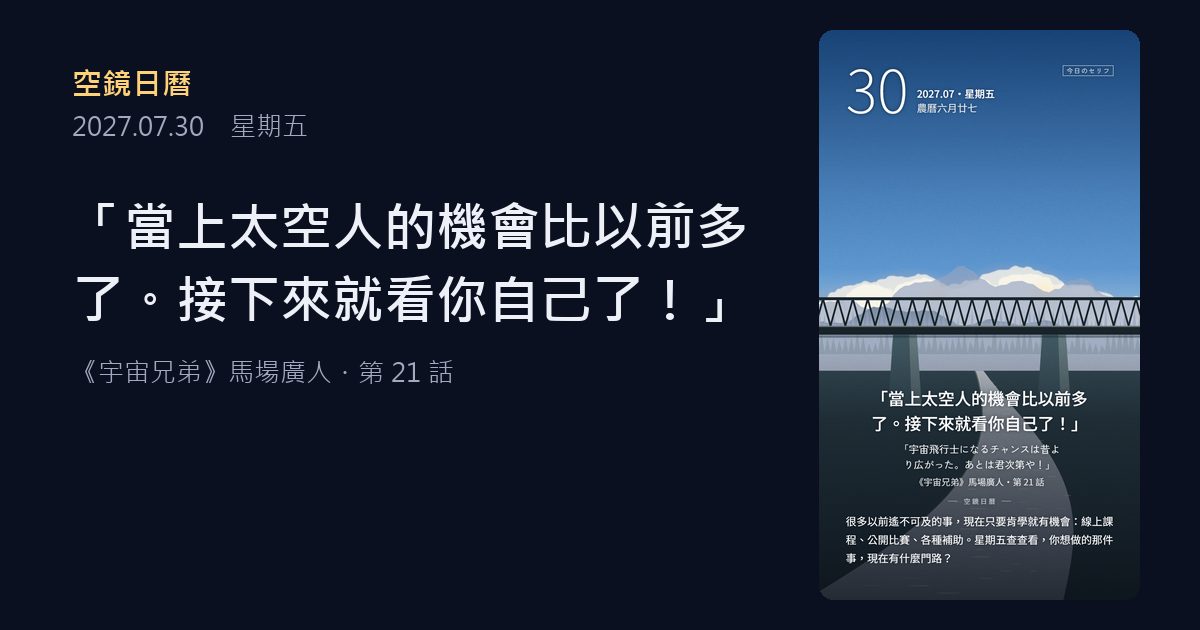 空鏡日曆
2027.07.30 星期五
「當上太空人的機會比以前多
了。接下來就看你自己了！」
《宇宙兄弟》馬場廣人・第 21 話
30
2027.07・星期五
農曆六月廿七
今日のセリフ
「當上太空人的機會比以前多
了。接下來就看你自己了！」
「宇宙飛行士になるチャンスは昔よ
り広がった。あとは君次第や！」
《宇宙兄弟》馬場廣人・第 21 話
空鏡日曆
很多以前遙不可及的事，現在只要肯學就有機會：線上課
程、公開比賽、各種補助。星期五查查看，你想做的那件
事，現在有什麼門路？